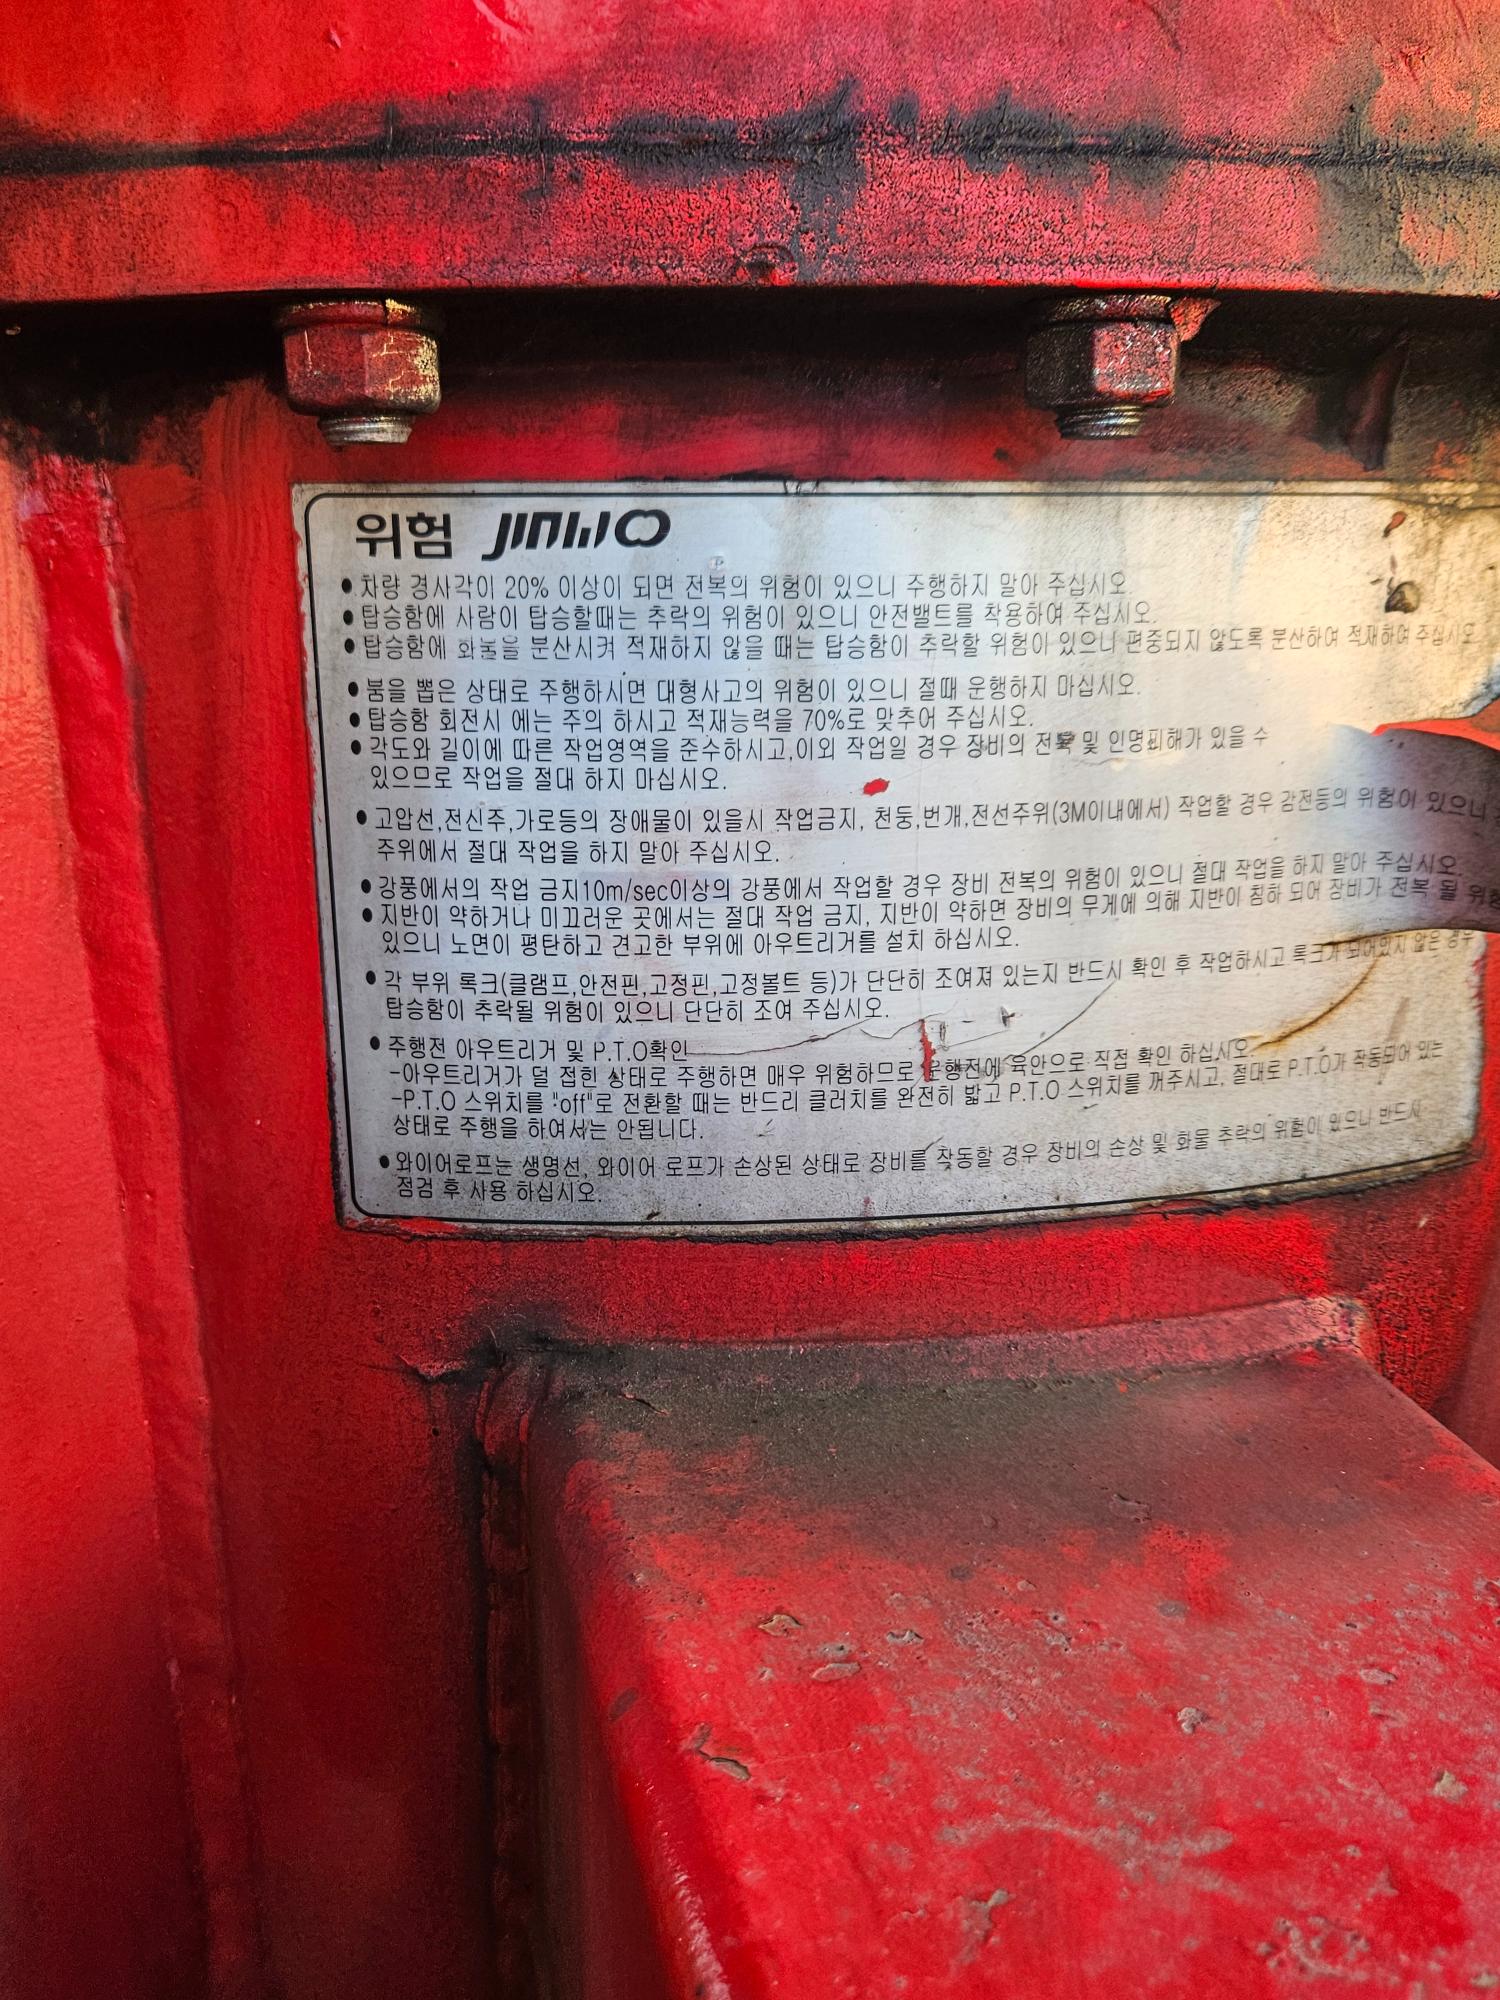 위험 JINWOO
●차량 경사각이 20% 이상이 되면 전복의 위험이 있으니 주행하지 말아 주십시오.
●탑승함에 사람이 탑승할때는 추락의 위험이 있으니 안전밸트를 착용하여 주십시오.
●탑승함에 화물을 분산시켜 적재하지 않을 때는 탑승함이 추락할 위험이 있으니 편중되지 않도록 분산하여 적재하여 주십시오.
●붐을 뽑은 상태로 주행하시면 대형사고의 위험이 있으니 절때 운행하지 마십시오.
●탑승함 회전시 에는 주의 하시고 적재능력을 70%로 맞추어 주십시오.
●각도와 길이에 따른 작업영역을 준수하시고,이외 작업일 경우 장비의 전복 및 인명피해가 있을 수
있으므로 작업을 절대 하지 마십시오.
●고압선,전신주,가로등의 장애물이 있을시 작업금지, 천둥,번개,전선주위(3M이내에서) 작업할 경우 감전등의 위험이 있으니
주위에서 절대 작업을 하지 말아 주십시오.
●강풍에서의 작업 금지10m/sec이상의 강풍에서 작업할 경우 장비 전복의 위험이 있으니 절대 작업을 하지 말아 주십시오.
●지반이 약하거나 미끄러운 곳에서는 절대 작업 금지, 지반이 약하면 장비의 무게에 의해 지반이 침하 되어 장비가 전복 될 위험
있으니 노면이 평탄하고 견고한 부위에 아우트리거를 설치 하십시오.
●각 부위 록크(클램프,안전핀,고정핀,고정볼트 등)가 단단히 조여져 있는지 반드시 확인 후 작업하시고 록크가 되어있지 않은 경우
탑승함이 추락될 위험이 있으니 단단히 조여 주십시오.
●주행전 아우트리거 및 P.T.O확인
-아우트리거가 덜 접힌 상태로 주행하면 매우 위험하므로 운행전에 육안으로 직접 확인 하십시오.
-P.T.O 스위치를 "off"로 전환할 때는 반드리 클러치를 완전히 밟고 P.T.O 스위치를 꺼주시고, 절대로 P.T.O가 작동되어 있는
상태로 주행을 하여서는 안됩니다.
●와이어로프는 생명선, 와이어 로프가 손상된 상태로 장비를 작동할 경우 장비의 손상 및 화물 추락의 위험이 있으니 반드시
점검 후 사용 하십시오.